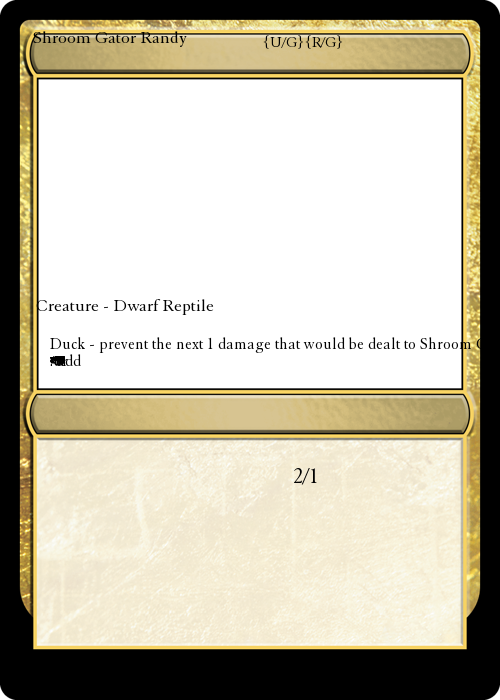 Shroom Gator Randy {U/G}{R/G}
Creature - Dwarf Reptile
Duck - prevent the next 1 damage that would be dealt to Shroom
2/1